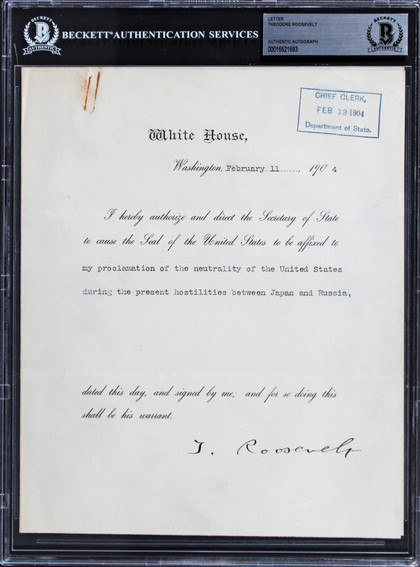 BECKETT AUTHENTICATION SERVICES
LETTER
THEODORE ROOSEVELT
AUTHENTIC AUTOGRAPH
00016521693
CHIEF CLERK,
FEB 12 1904
Department of State.
White House,
Washington, February 11......, 1904
I hereby authorize and direct the Secretary of State
to cause the Seal of the United States to be affixed to
my proclamation of the neutrality of the United States
during the present hostilities between Japan and Russia,
dated this day, and signed by me; and for so doing this
shall be his warrant.
T. Roosevelt